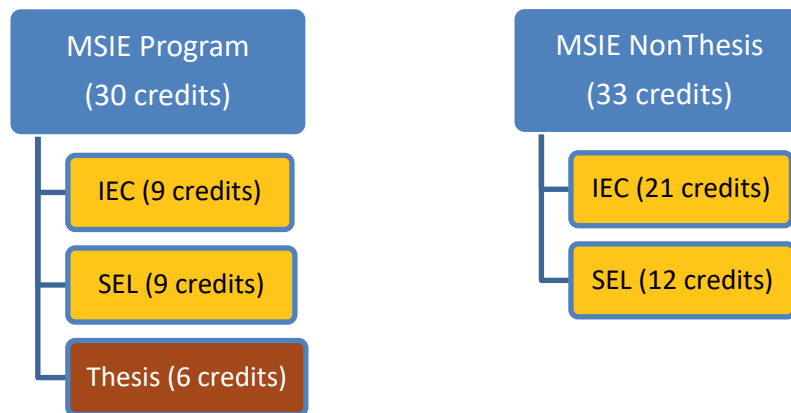 MSIE Program
(30 credits)
IEC (9 credits)
SEL (9 credits)
Thesis (6 credits)
MSIE NonThesis
(33 credits)
IEC (21 credits)
SEL (12 credits)